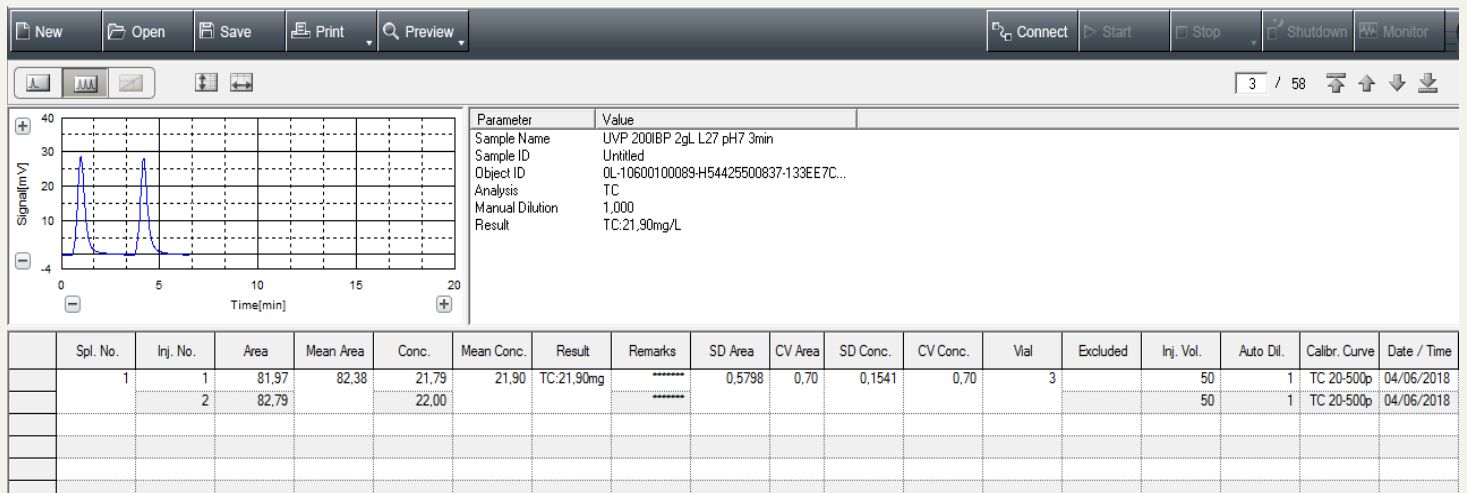 New Open Save Print Preview Connect Start Stop Shutdown Monitor
3 / 58
Parameter Value
Sample Name UVP 200IBP 2gL L27 pH7 3min
Sample ID Untitled
Object ID 0L-10600100089-H54425500837-133EE7C...
Analysis TC
Manual Dilution 1,000
Result TC:21,90mg/L
Signal[mV]
40
30
20
10
-4
0 5 10 15 20
Time[min]
Spl. No. Inj. No. Area Mean Area Conc. Mean Conc. Result Remarks SD Area CV Area SD Conc. CV Conc. Vial Excluded Inj. Vol. Auto Dil. Calibr. Curve Date / Time
1 1 81,97 82,38 21,79 21,90 TC:21,90mg ******* 0,5798 0,70 0,1541 0,70 3 50 1 TC 20-500p 04/06/2018
2 82,79 22,00 ******* 50 1 TC 20-500p 04/06/2018